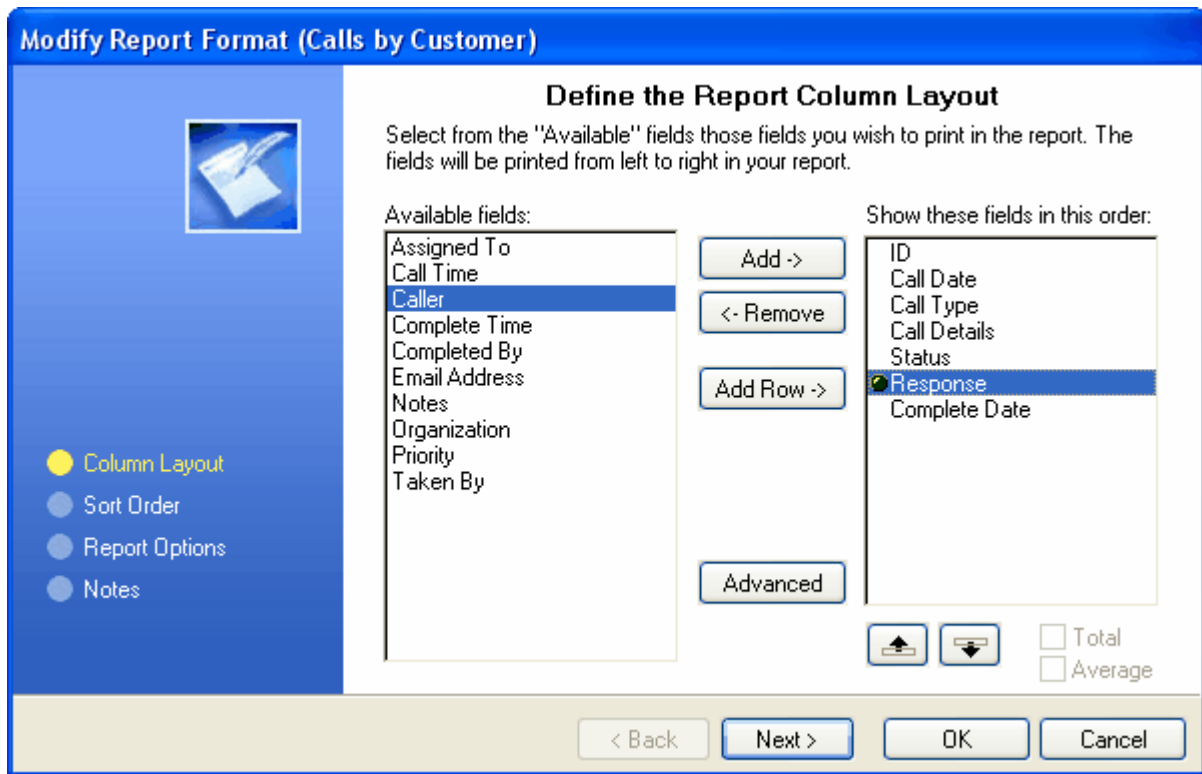 Modify Report Format (Calls by Customer)
Define the Report Column Layout
Select from the "Available" fields those fields you wish to print in the report. The
fields will be printed from left to right in your report.
Available fields:
Assigned To
Call Time
Caller
Complete Time
Completed By
Email Address
Notes
Organization
Priority
Taken By
Add ->
<- Remove
Add Row ->
Advanced
Show these fields in this order:
ID
Call Date
Call Type
Call Details
Status
Response
Complete Date
Total
Average
Column Layout
Sort Order
Report Options
Notes
< Back
Next >
OK
Cancel